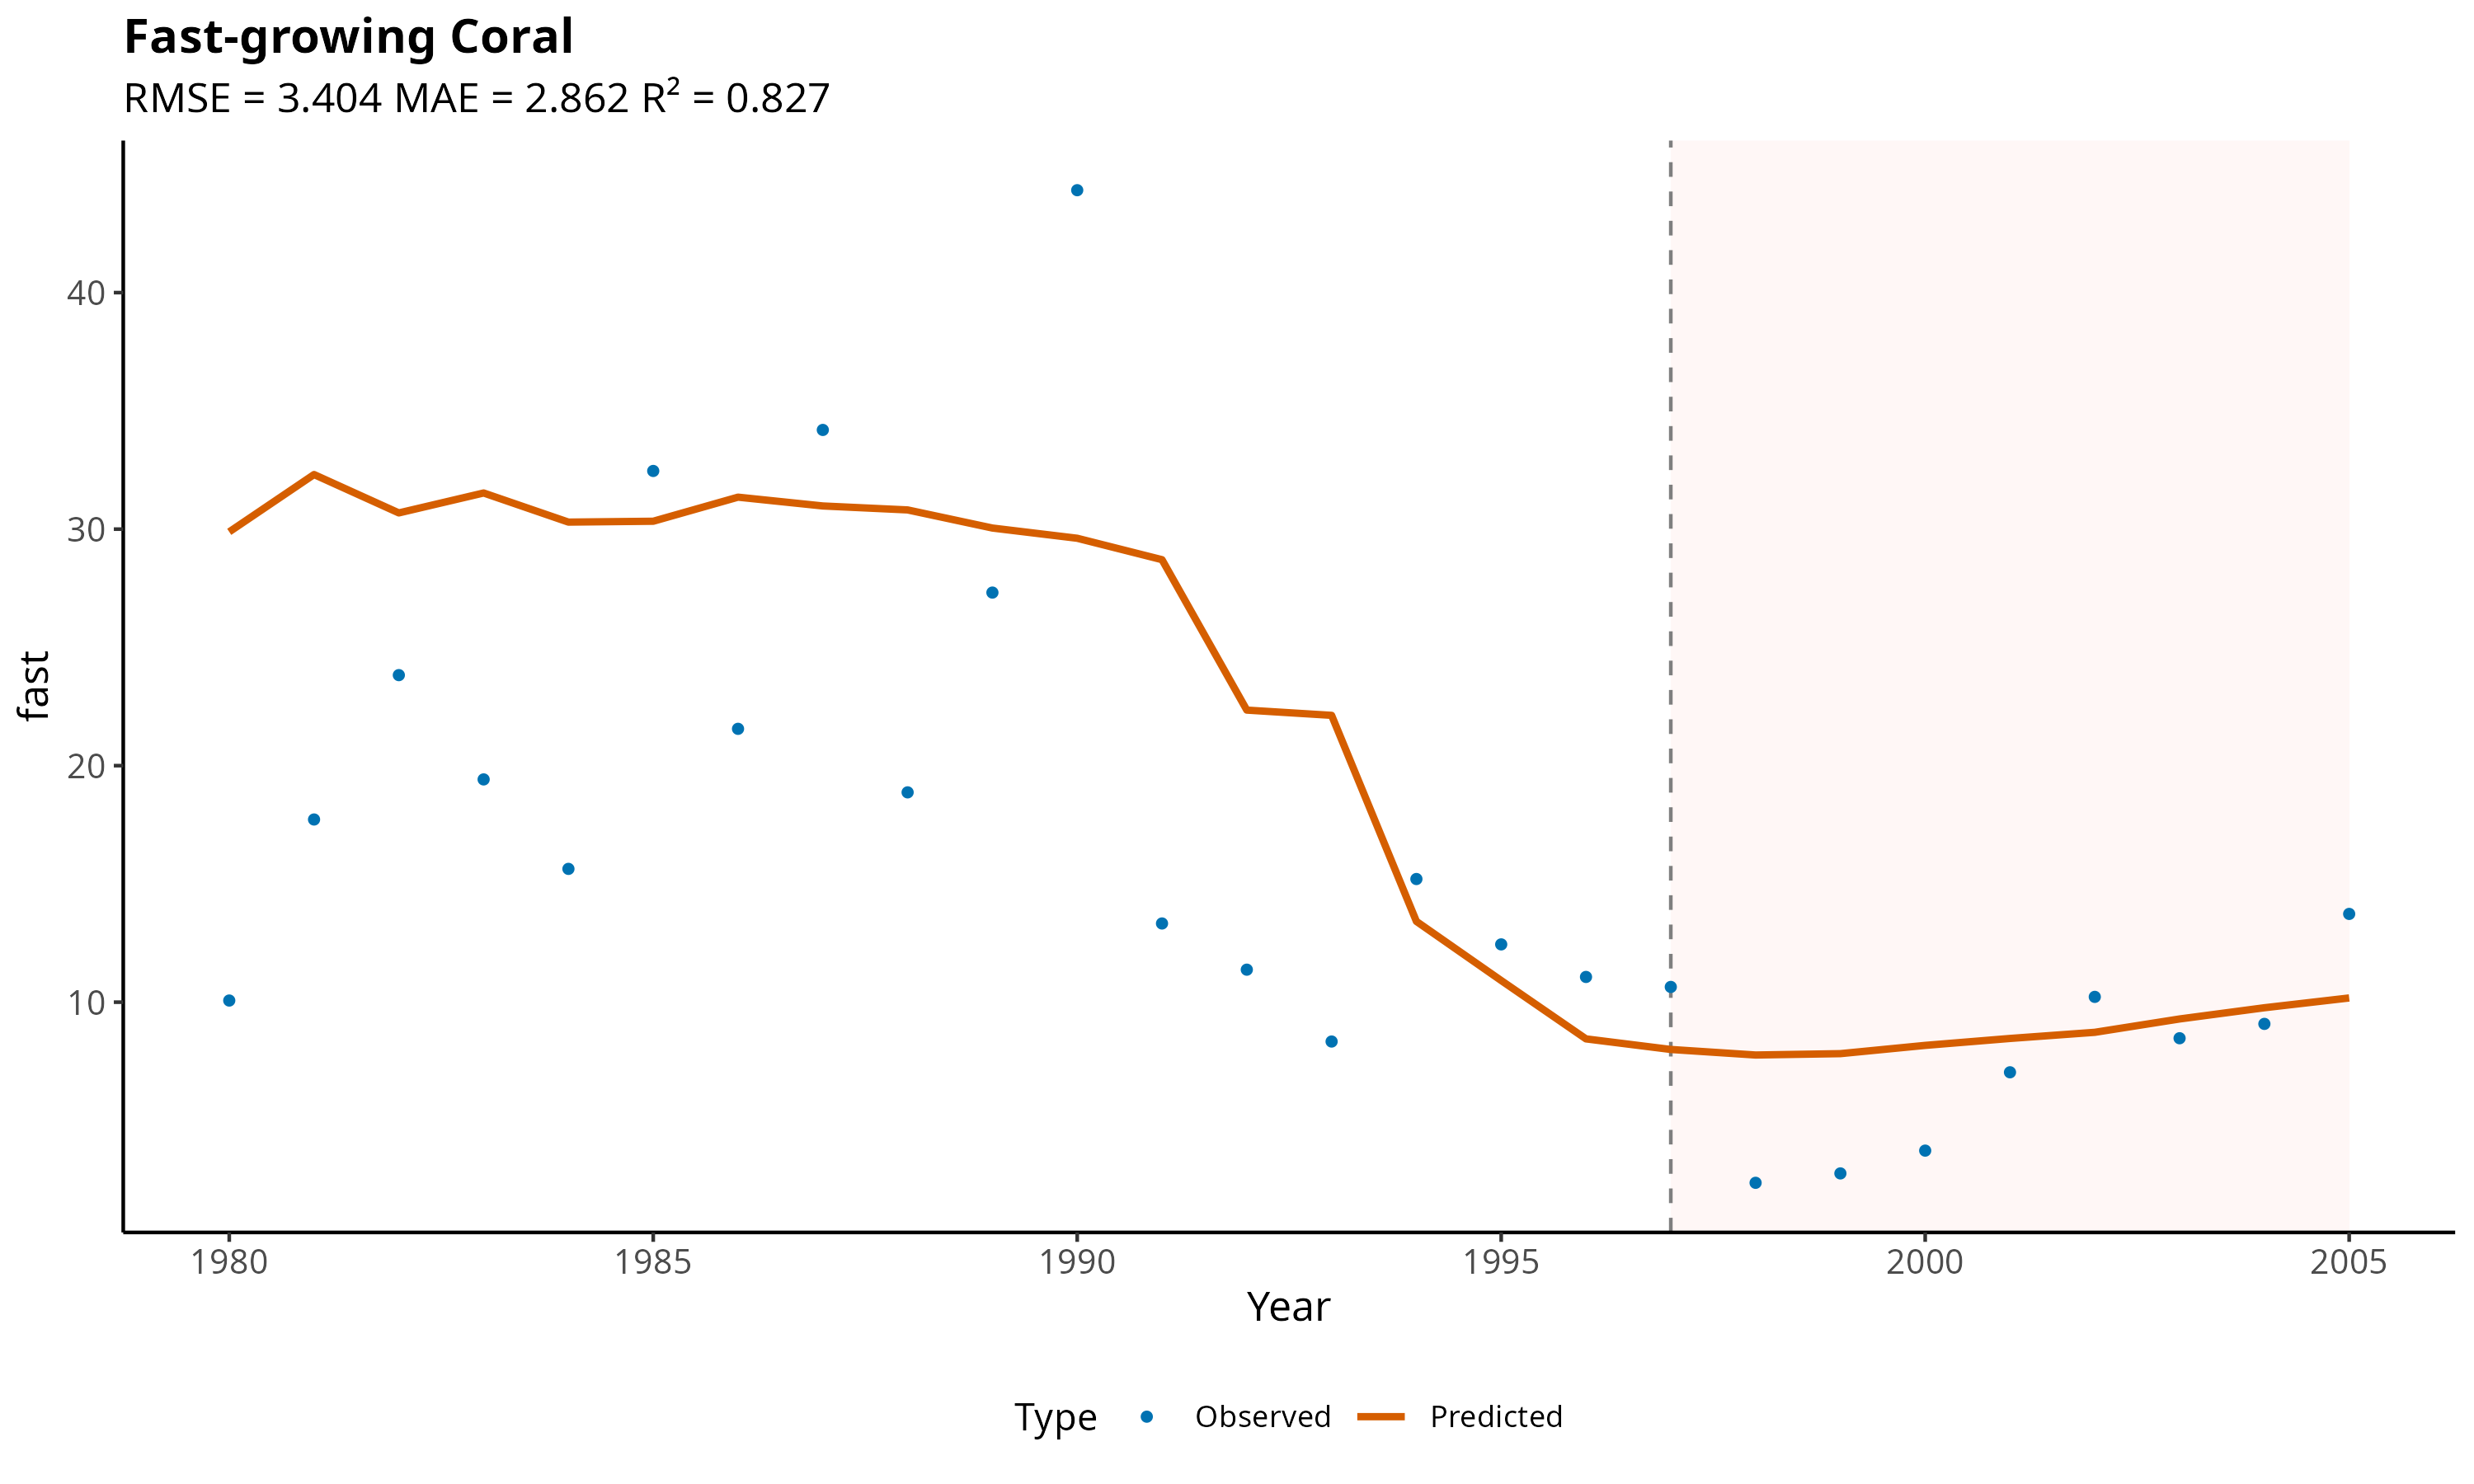 Fast-growing Coral
RMSE = 3.404 MAE = 2.862 R² = 0.827
40
30
20
10
fast
1980 1985 1990 1995 2000 2005
Year
Type Observed Predicted